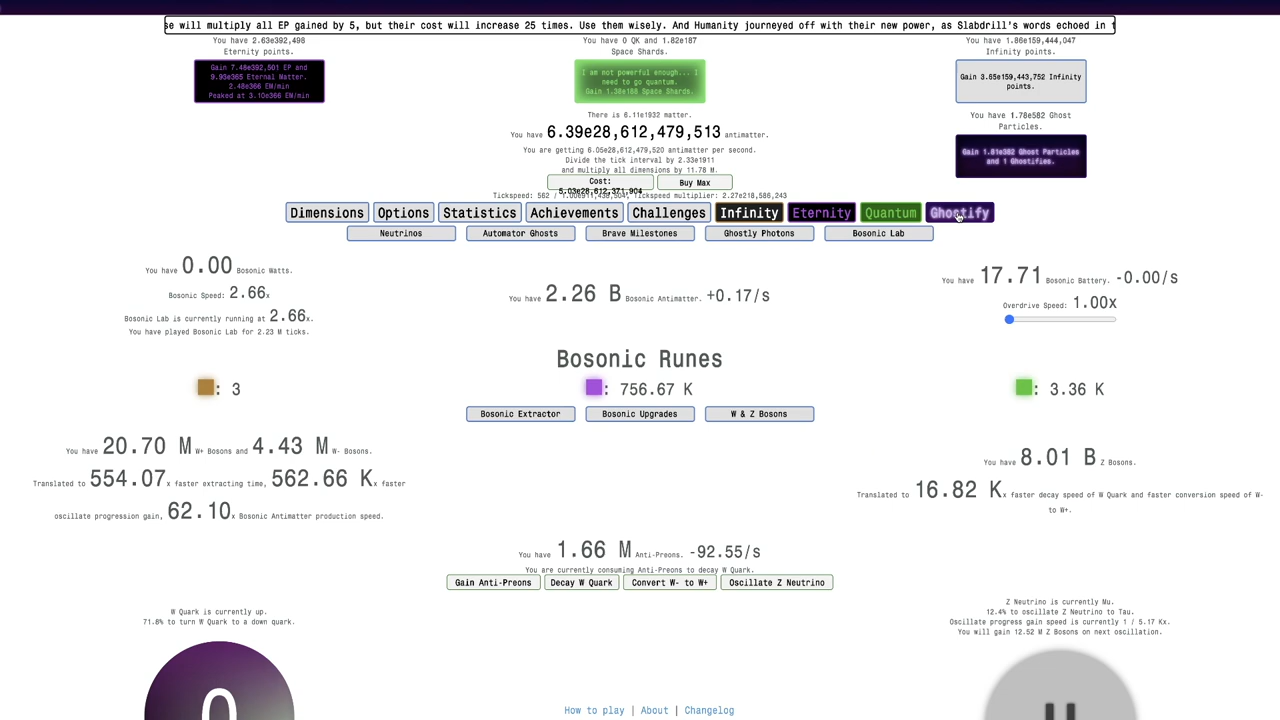 se will multiply all EP gained by 5, but their cost will increase 25 times. Use them wisely. And Humanity journeyed off with their new power, as Slabdrill's words echoed in t
You have 2.63e392,498
Eternity points.
Gain 7.48e392,501 EP and
9.93e365 Eternal Matter.
2.48e366 EM/min
Peaked at 3.10e366 EM/min
You have 0 QK and 1.82e187
Space Shards.
I am not powerful enough... I
need to go quantum.
Gain 1.38e188 Space Shards.
You have 1.86e159,444,047
Infinity points.
Gain 3.65e159,443,752 Infinity
points.
You have 1.78e582 Ghost
Particles.
Gain 1.81e382 Ghost Particles
and 1 Ghostifies.
There is 6.11e1932 matter.
You have 6.39e28,612,479,513 antimatter.
You are getting 6.05e28,612,479,520 antimatter per second.
Divide the tick interval by 2.33e1911
and multiply all dimensions by 11.78 M.
Cost:
5.03e28,612,371,904
Buy Max
Tickspeed: 562 / Tickspeed multiplier: 2.27e218,586,243
Dimensions
Options
Statistics
Achievements
Challenges
Infinity
Eternity
Quantum
Ghostify
Neutrinos
Automator Ghosts
Brave Milestones
Ghostly Photons
Bosonic Lab
You have 0.00 Bosonic Watts.
Bosonic Speed: 2.66x
Bosonic Lab is currently running at 2.66x.
You have played Bosonic Lab for 2.23 M ticks.
You have 2.26 B Bosonic Antimatter. +0.17/s
You have 17.71 Bosonic Battery. -0.00/s
Overdrive Speed: 1.00x
Bosonic Runes
: 3
: 756.67 K
: 3.36 K
Bosonic Extractor
Bosonic Upgrades
W & Z Bosons
You have 20.70 M W+ Bosons and 4.43 M W- Bosons.
Translated to 554.07x faster extracting time, 562.66 Kx faster
oscillate progression gain, 62.10x Bosonic Antimatter production speed.
You have 8.01 B Z Bosons.
Translated to 16.82 Kx faster decay speed of W Quark and faster conversion speed of W-
to W+.
You have 1.66 M Anti-Preons. -92.55/s
You are currently consuming Anti-Preons to decay W Quark.
Gain Anti-Preons
Decay W Quark
Convert W- to W+
Oscillate Z Neutrino
W Quark is currently up.
71.8% to turn W Quark to a down quark.
Z Neutrino is currently Mu.
12.4% to oscillate Z Neutrino to Tau.
Oscillate progress gain speed is currently 1 / 5.17 Kx.
You will gain 12.52 M Z Bosons on next oscillation.
How to play | About | Changelog